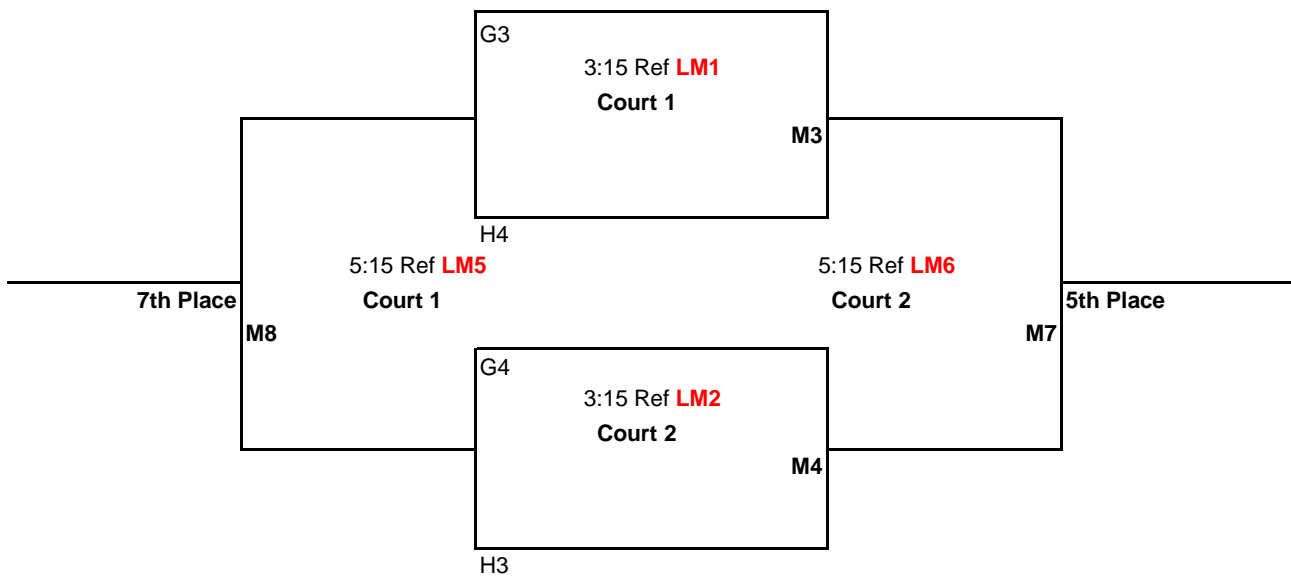 G3
3:15 Ref LM1
Court 1
M3
H4
5:15 Ref LM5
5:15 Ref LM6
7th Place
Court 1
Court 2
5th Place
M8
M7
G4
3:15 Ref LM2
Court 2
M4
H3